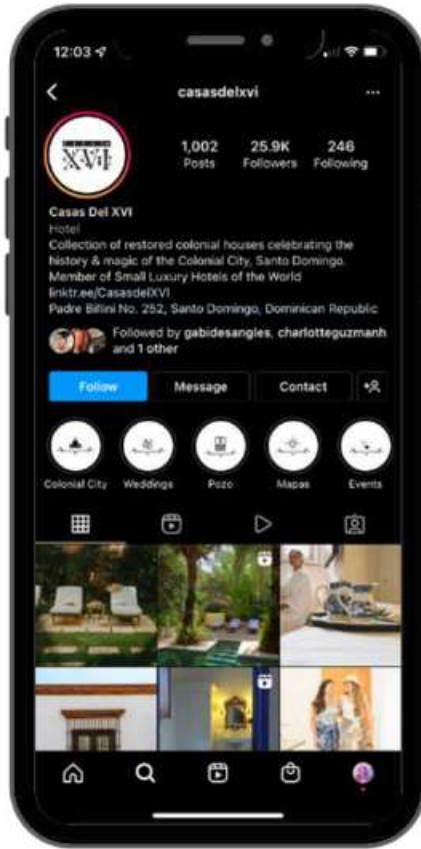 12:03
casasdelxvi
XVI
1,002 25.9K 246
Posts Followers Following
Casas Del XVI
Hotel
Collection of restored colonial houses celebrating the
history & magic of the Colonial City, Santo Domingo.
Member of Small Luxury Hotels of the World
linktr.ee/CasasdelXVI
Padre Billini No. 252, Santo Domingo, Dominican Republic
Followed by gabidesangles, charlotteguzmanh
and 1 other
Follow Message Contact
Colonial City Weddings Pozo Mapas Events